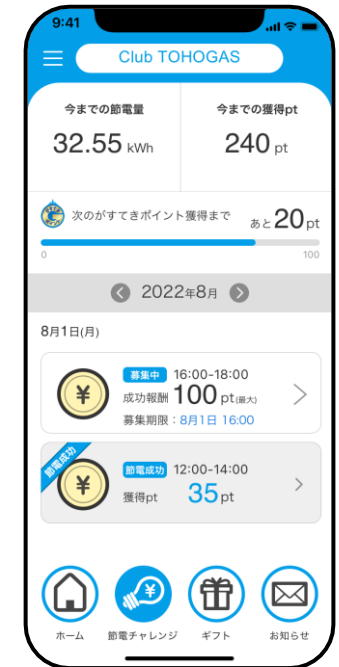 9:41
Club TOHOGAS
今までの節電量
今までの獲得pt
32.55 kWh
240 pt
次のがすてきポイント獲得まで
あと20pt
0
100
2022年8月
8月1日(月)
募集中 16:00-18:00
成功報酬 100 pt(最大)
募集期限：8月1日 16:00
節電成功
節電成功 12:00-14:00
獲得pt 35pt
ホーム
節電チャレンジ
ギフト
お知らせ